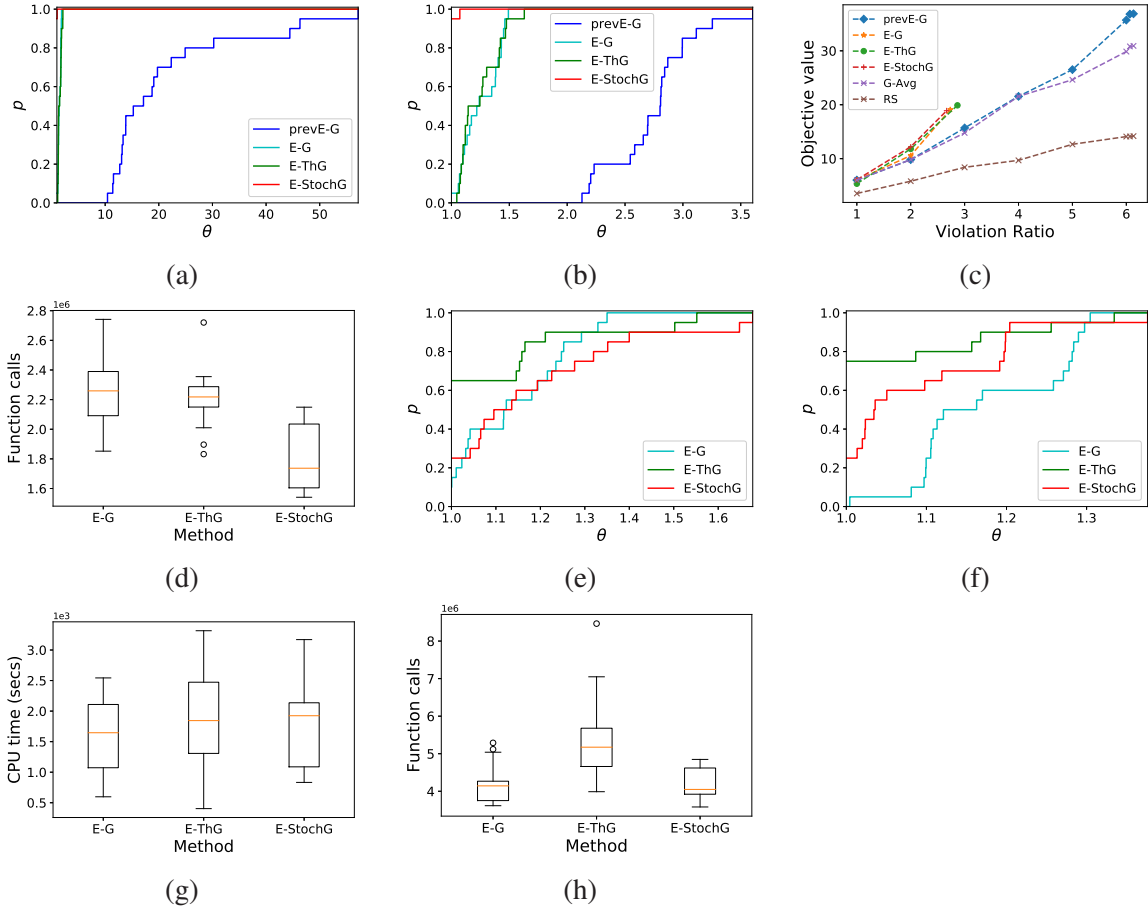 1.0
0.8
0.6
0.4
0.2
0.0
p
10 20 30 40 50
θ
prevE-G
E-G
E-ThG
E-StochG
(a)
1.0
0.8
0.6
0.4
0.2
0.0
p
1.0 1.5 2.0 2.5 3.0 3.5
θ
prevE-G
E-G
E-ThG
E-StochG
(b)
Objective value
30
20
10
1 2 3 4 5 6
Violation Ratio
prevE-G
E-G
E-ThG
E-StochG
G-Avg
RS
(c)
1e6
Function calls
2.8
2.6
2.4
2.2
2.0
1.8
1.6
E-G E-ThG E-StochG
Method
(d)
1.0
0.8
0.6
0.4
0.2
0.0
p
1.0 1.1 1.2 1.3 1.4 1.5 1.6
θ
E-G
E-ThG
E-StochG
(e)
1.0
0.8
0.6
0.4
0.2
0.0
p
1.0 1.1 1.2 1.3
θ
E-G
E-ThG
E-StochG
(f)
1e3
CPU time (secs)
3.0
2.5
2.0
1.5
1.0
0.5
E-G E-ThG E-StochG
Method
(g)
1e6
Function calls
8
7
6
5
4
E-G E-ThG E-StochG
Method
(h)